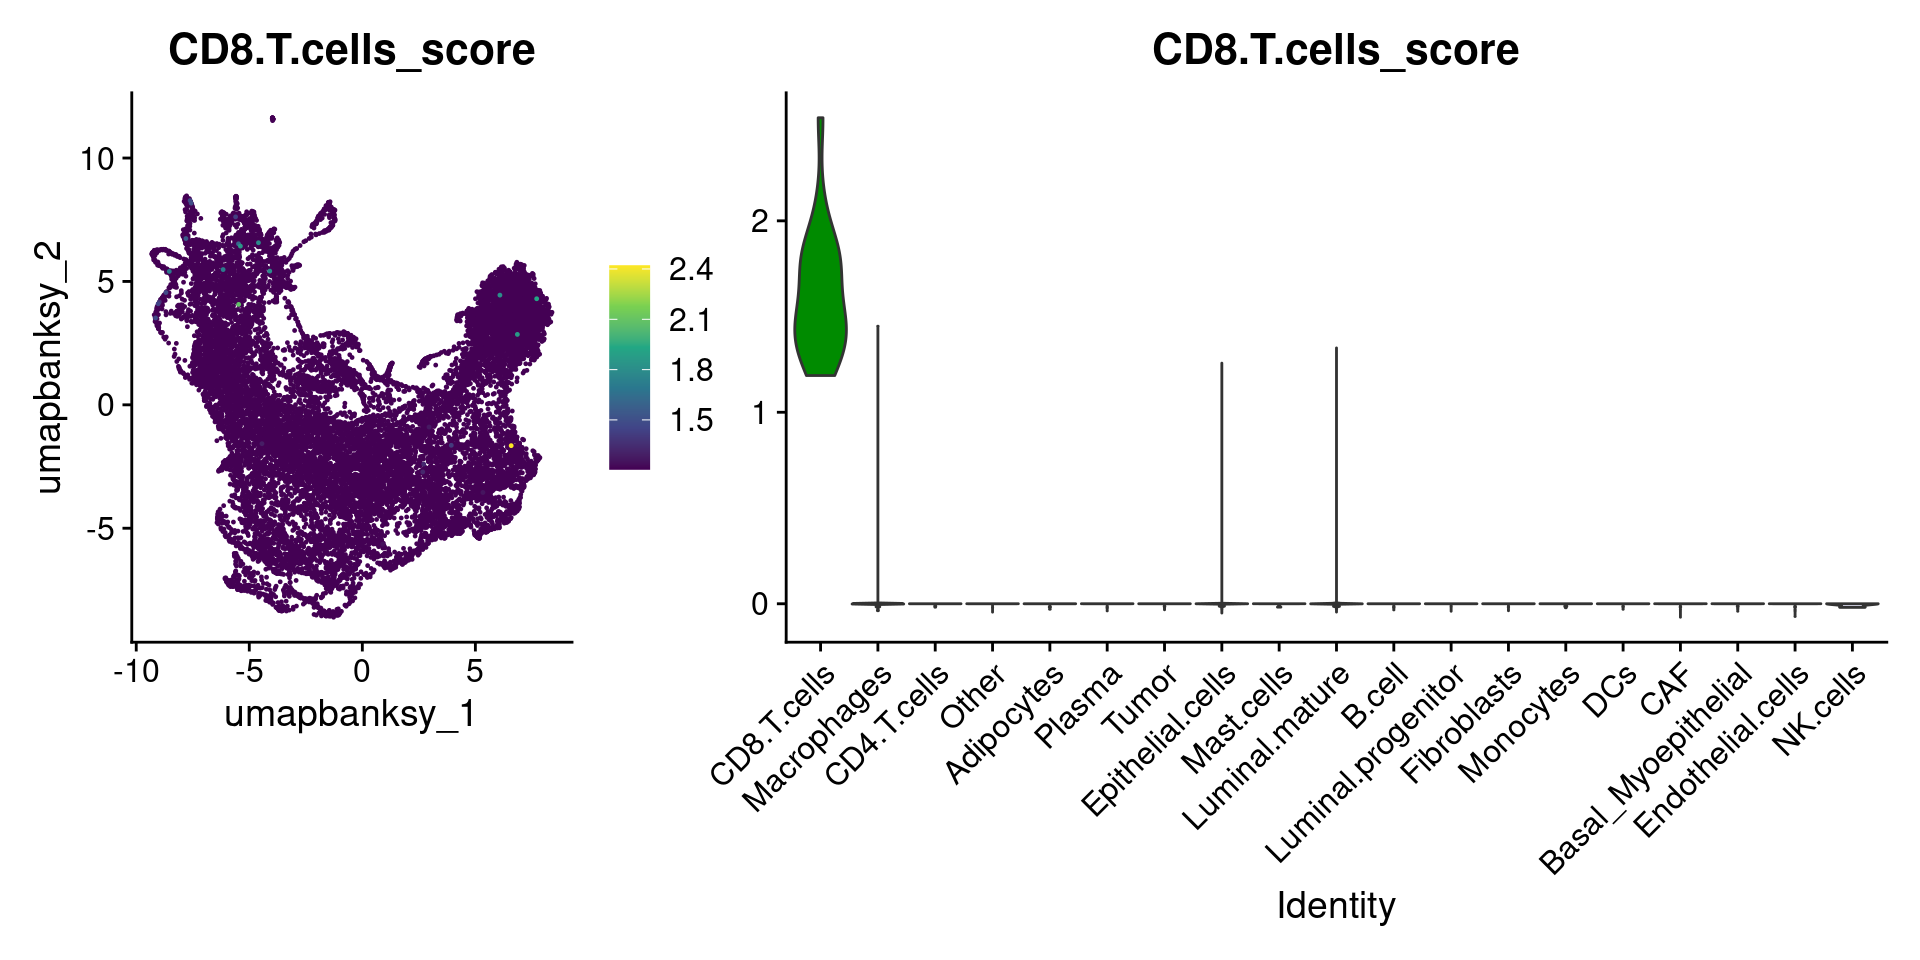 CD8.T.cells_score
umapbanksy_2
10
5
0
-5
-10
-5
0
5
umapbanksy_1
2.4
2.1
1.8
1.5
CD8.T.cells_score
2
1
0
CD8.T.cells
Macrophages
CD4.T.cells
Other
Adipocytes
Plasma
Tumor
Epithelial.cells
Mast.cells
Luminal.mature
B.cell
Luminal.progenitor
Fibroblasts
Monocytes
DCs
CAF
Basal_Myoepithelial
Endothelial.cells
NK.cells
Identity